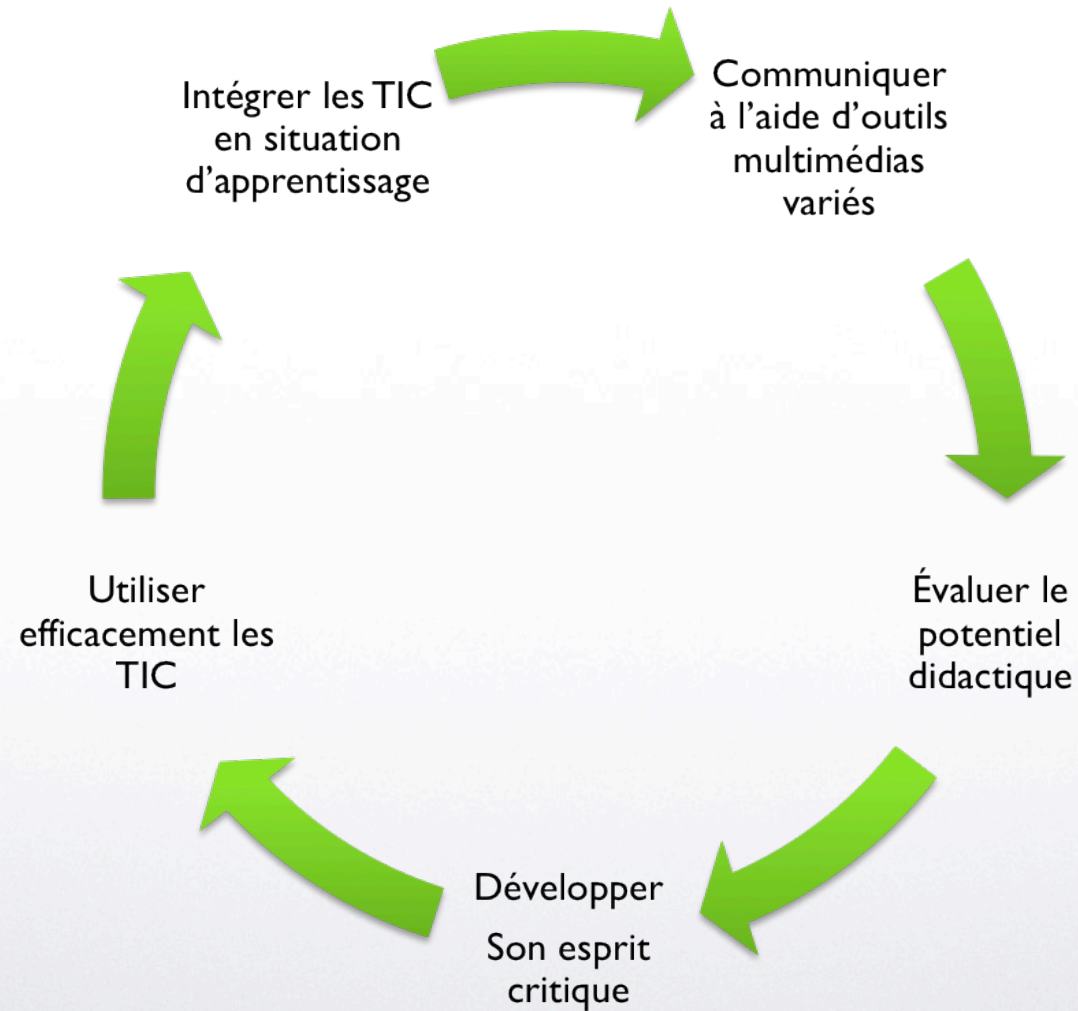 Intégrer les TIC
en situation
d'apprentissage
Communiquer
à l'aide d'outils
multimédias
variés
Évaluer le
potentiel
didactique
Développer
Son esprit
critique
Utiliser
efficacement les
TIC